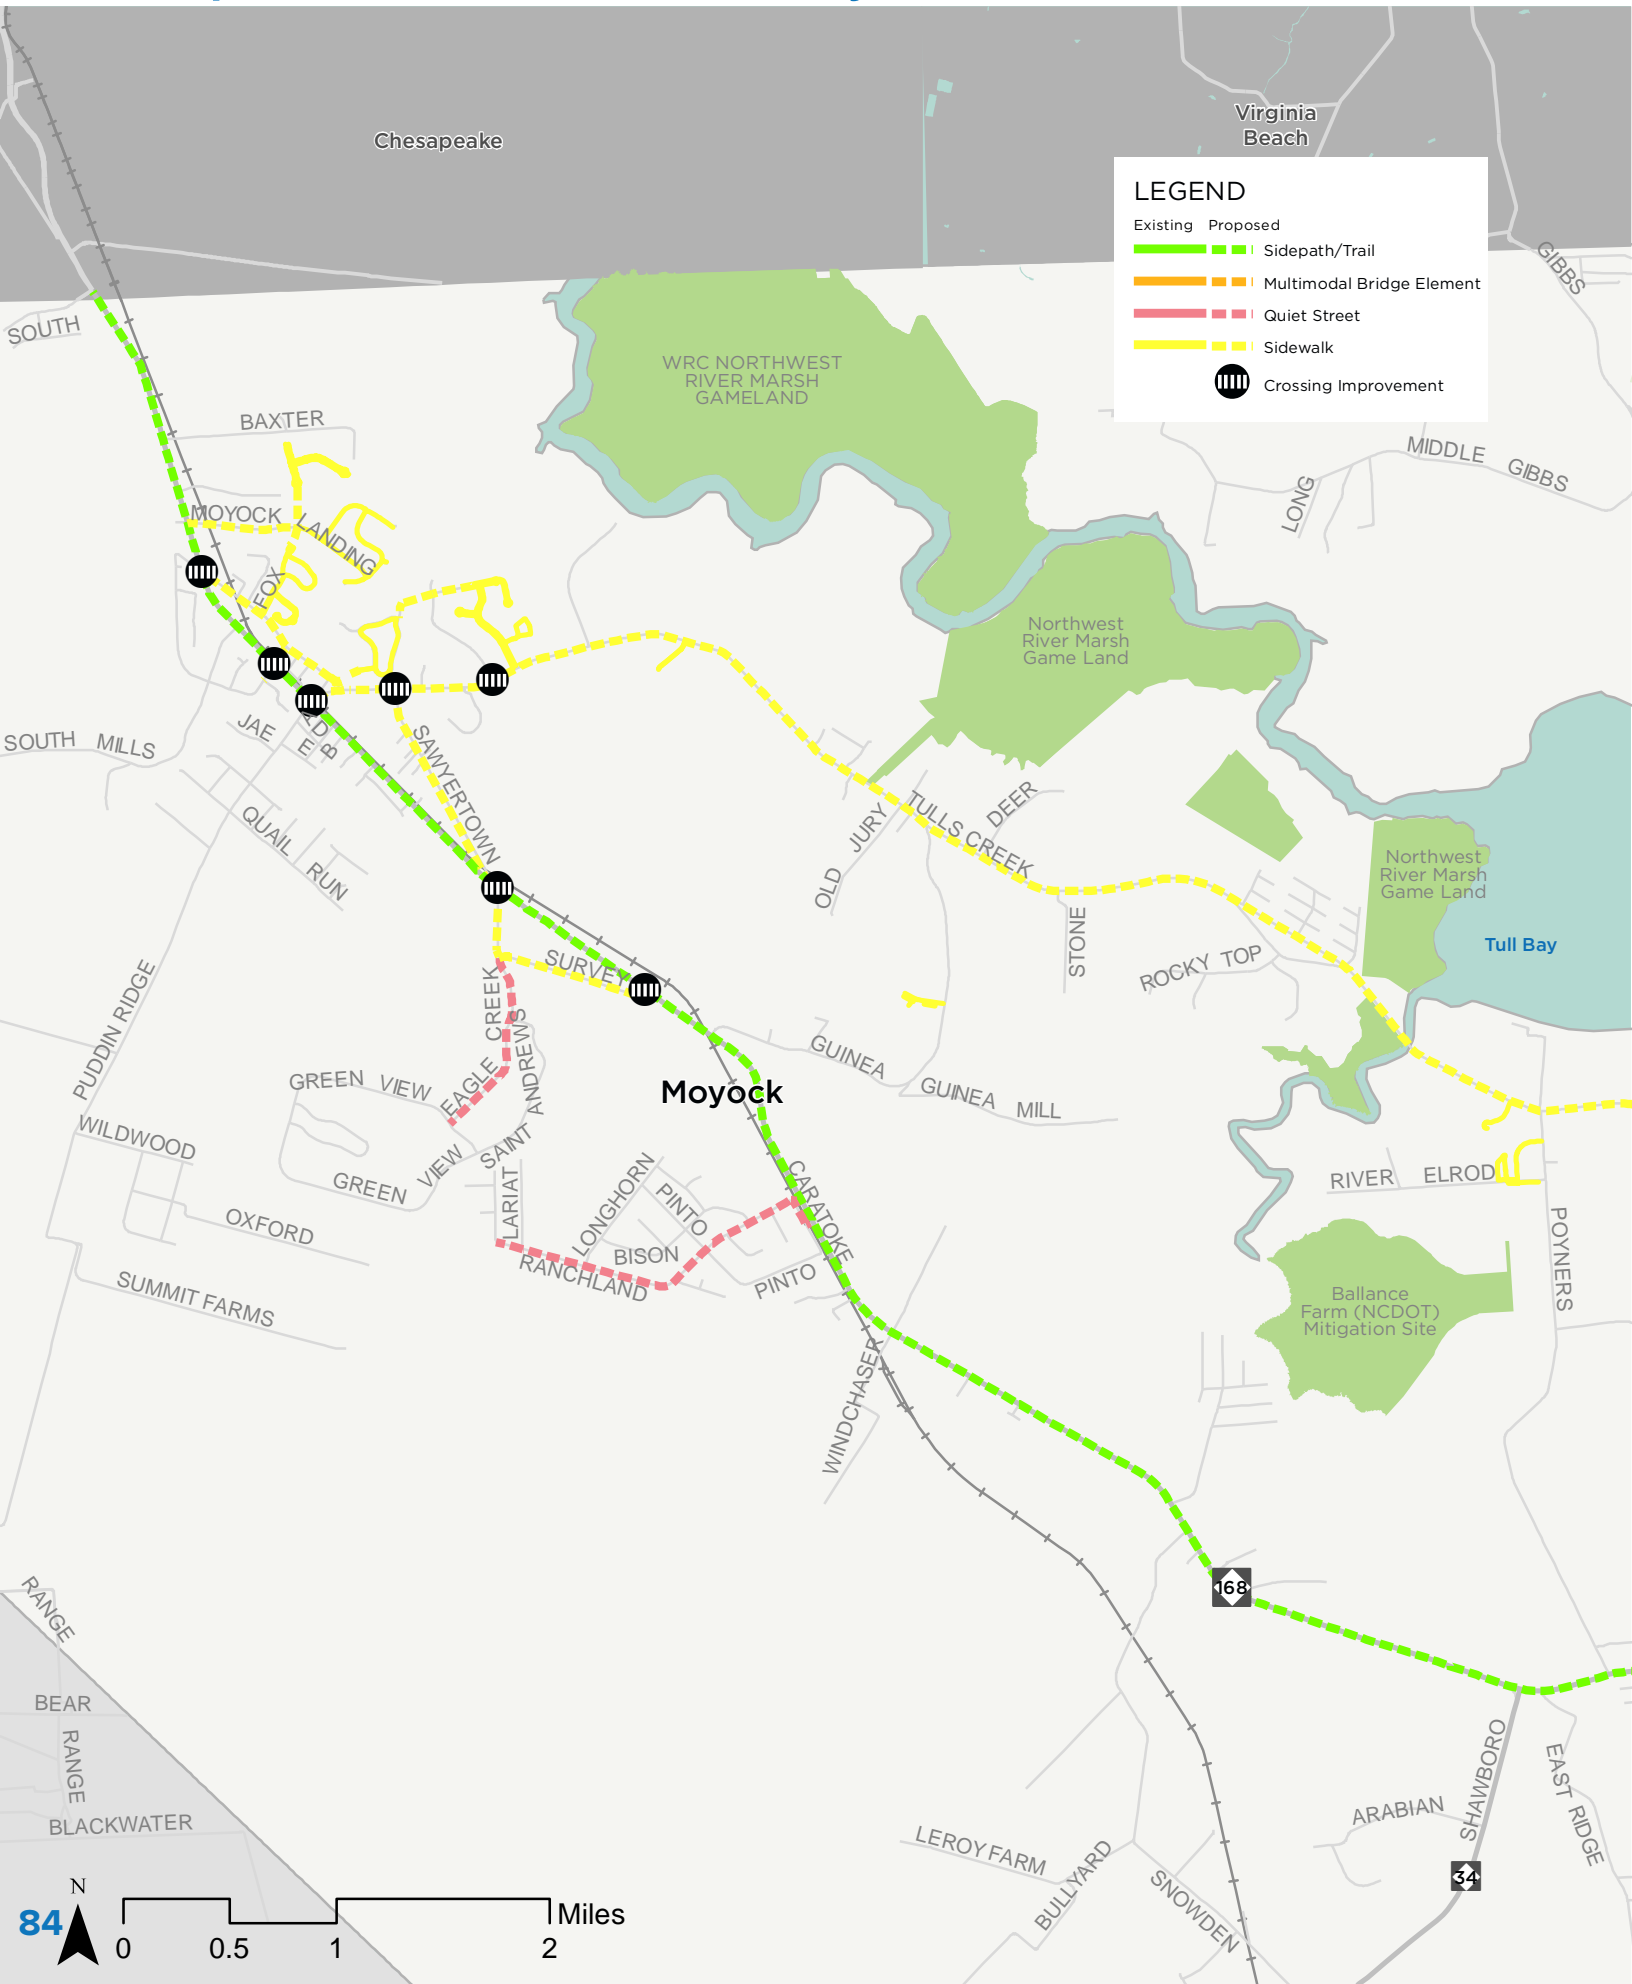 Chesapeake
Virginia
Beach
LEGEND
Existing Proposed
Sidepath/Trail
Multimodal Bridge Element
Quiet Street
Sidewalk
Crossing Improvement
GIBBS
SOUTH
WRC NORTHWEST
RIVER MARSH
GAMELAND
BAXTER
MIDDLE GIBBS
LONG
MOYOCK LANDING
FOX
Northwest
River Marsh
Game Land
SOUTH MILLS
JAE
SAWYERTOWN
QUAIL RUN
OLD JURY
TULLS CREEK
DEER
Northwest
River Marsh
Game Land
Tull Bay
STONE
ROCKY TOP
SURVEY
PUDDIN RIDGE
EAGLE CREEK
SAINT ANDREWS
GREEN VIEW
GUINEA
GUINEA MILL
Moyock
WILDWOOD
GREEN VIEW
LARIAT
LONGHORN
PINTO
CARATOKE
RIVER ELROD
OXFORD
BISON
RANCHLAND
PINTO
POYNERS
SUMMIT FARMS
Ballance
Farm (NCDOT)
Mitigation Site
WINDCHASER
168
RANGE
BEAR
RANGE
BLACKWATER
SHAWBORO
EAST RIDGE
ARABIAN
LEROY FARM
BULLYARD
SNOWDEN
34
N
84
Miles
0 0.5 1 2